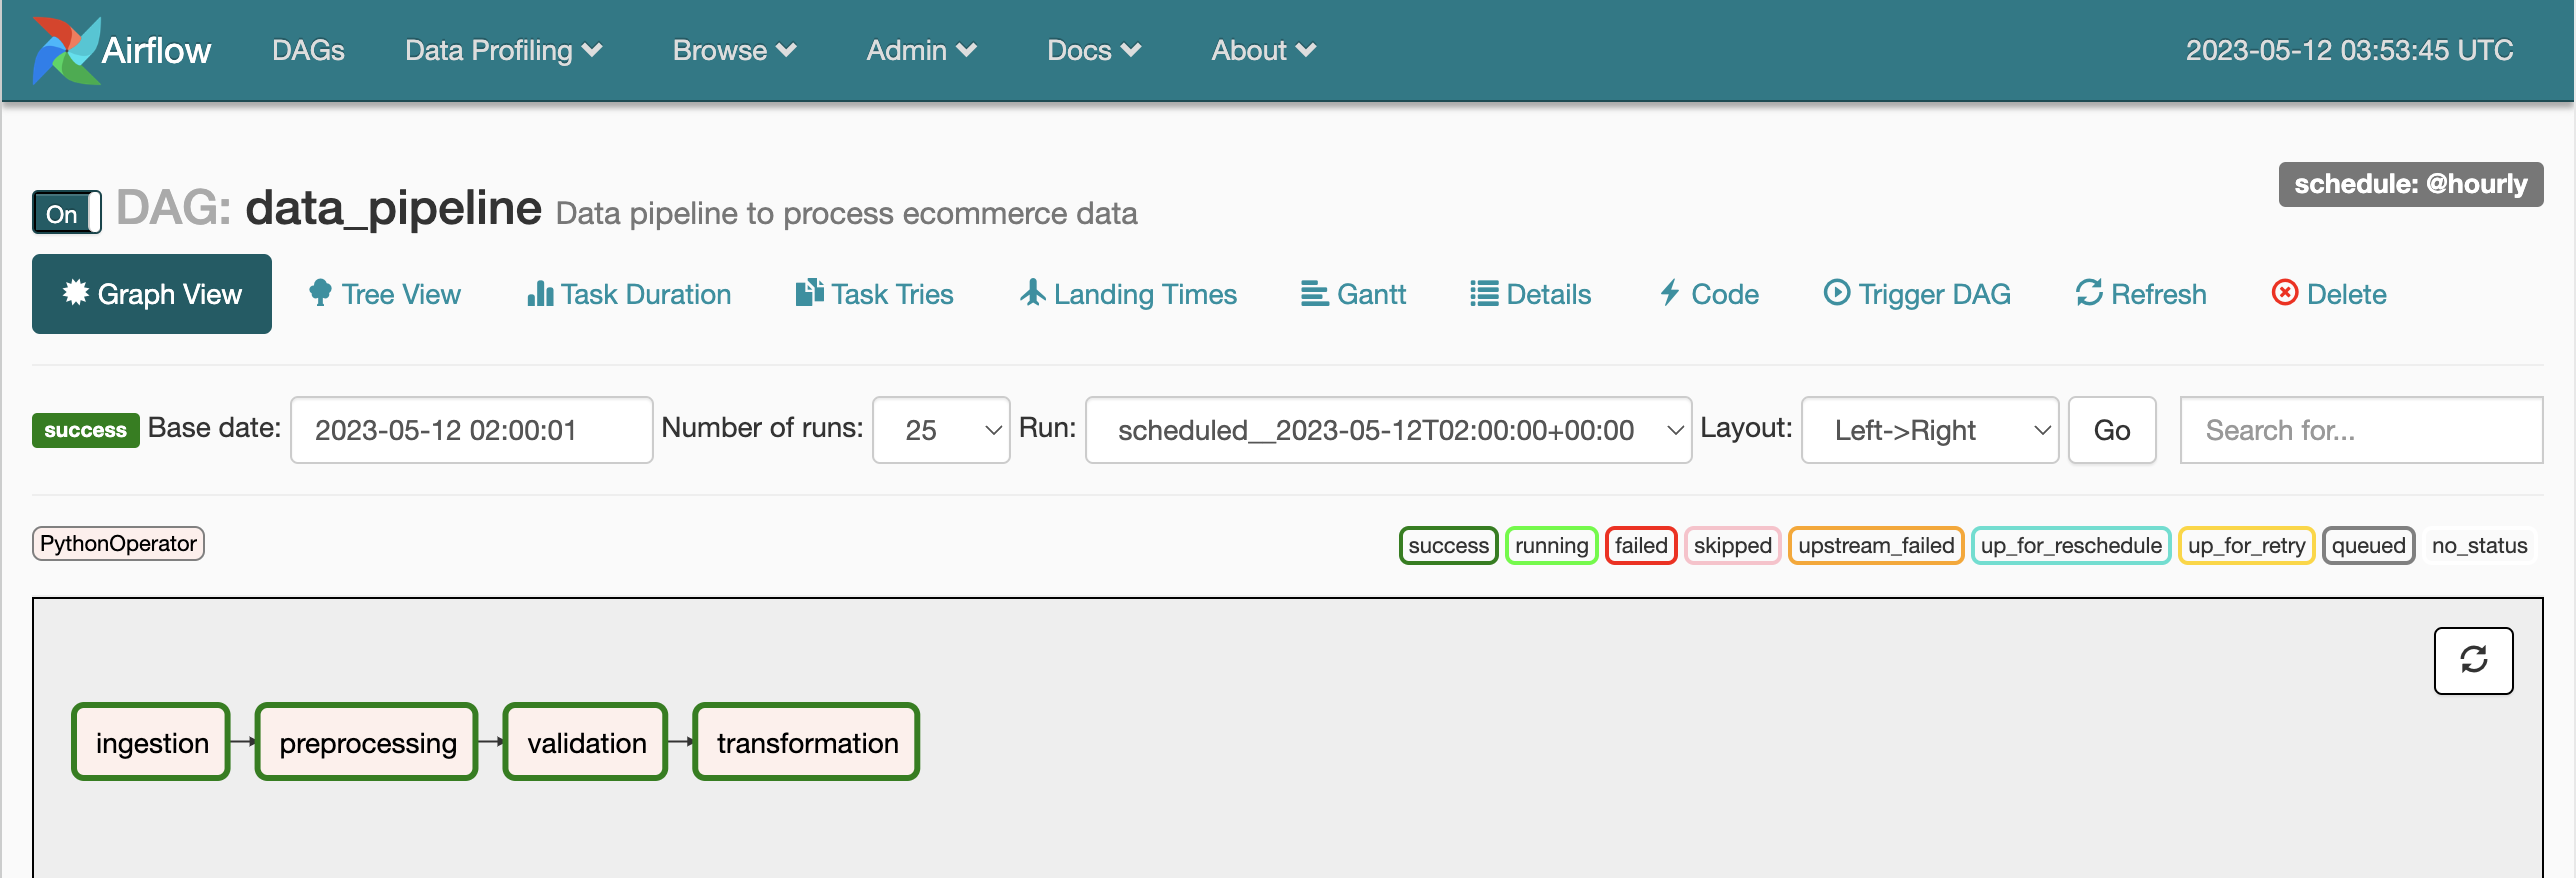 Airflow DAGs Data Profiling Browse Admin Docs About 2023-05-12 03:53:45 UTC
schedule: @hourly
On DAG: data_pipeline Data pipeline to process ecommerce data
Graph View Tree View Task Duration Task Tries Landing Times Gantt Details Code Trigger DAG Refresh Delete
success Base date: 2023-05-12 02:00:01 Number of runs: 25 Run: scheduled__2023-05-12T02:00:00+00:00 Layout: Left->Right Go Search for...
PythonOperator success running failed skipped upstream_failed up_for_reschedule up_for_retry queued no_status
ingestion preprocessing validation transformation